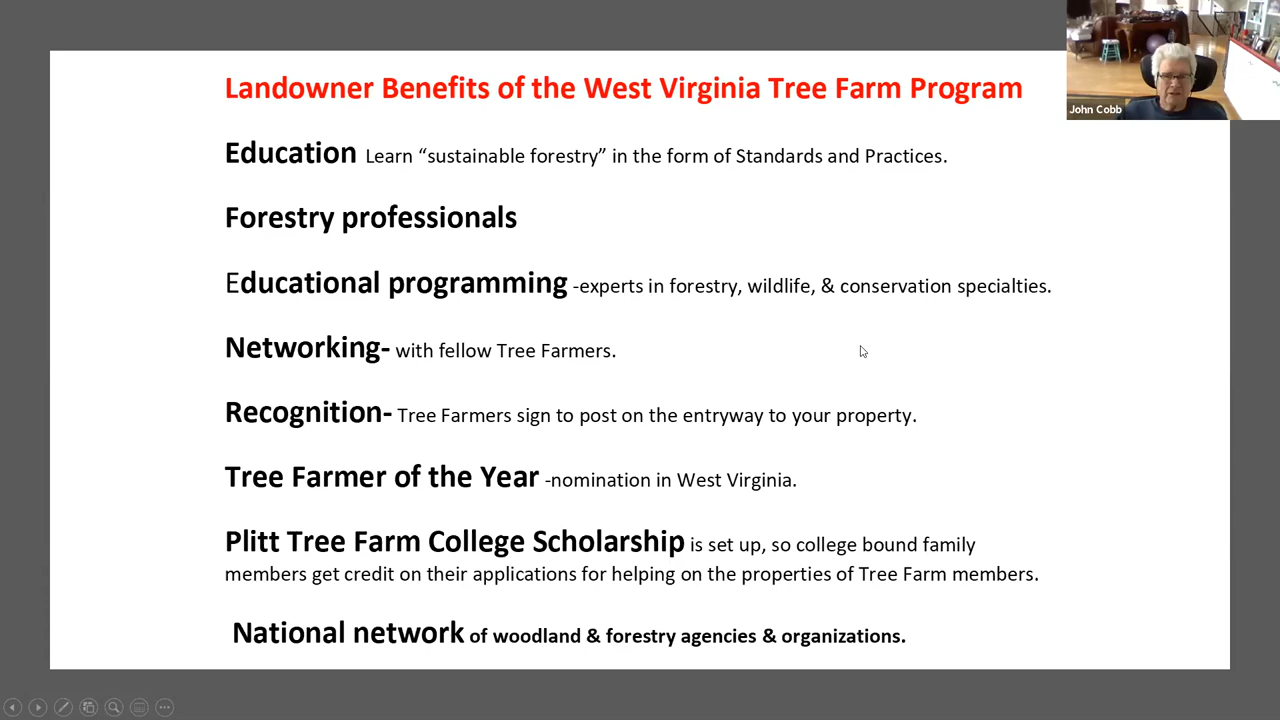 Landowner Benefits of the West Virginia Tree Farm Program
John Cobb
Education Learn “sustainable forestry” in the form of Standards and Practices.
Forestry professionals
Educational programming -experts in forestry, wildlife, & conservation specialties.
Networking- with fellow Tree Farmers.
Recognition- Tree Farmers sign to post on the entryway to your property.
Tree Farmer of the Year -nomination in West Virginia.
Plitt Tree Farm College Scholarship is set up, so college bound family
members get credit on their applications for helping on the properties of Tree Farm members.
National network of woodland & forestry agencies & organizations.